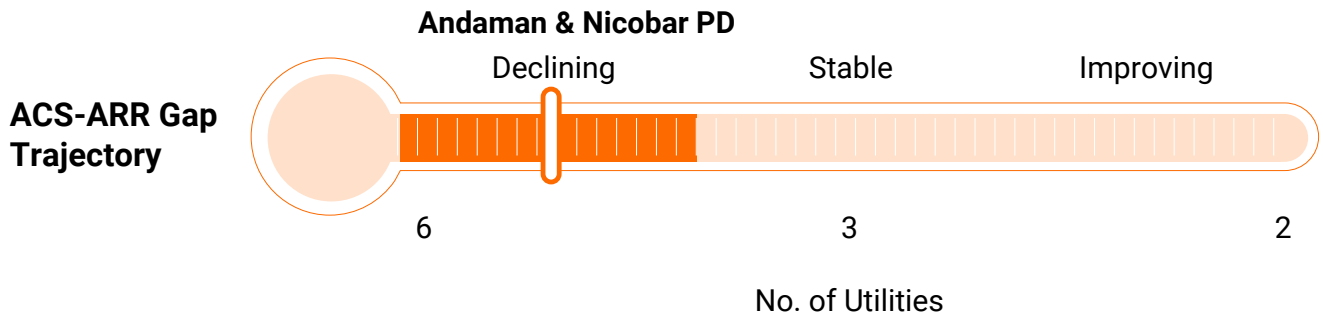 Andaman & Nicobar PD
Declining Stable Improving
ACS-ARR Gap
Trajectory
6 3 2
No. of Utilities